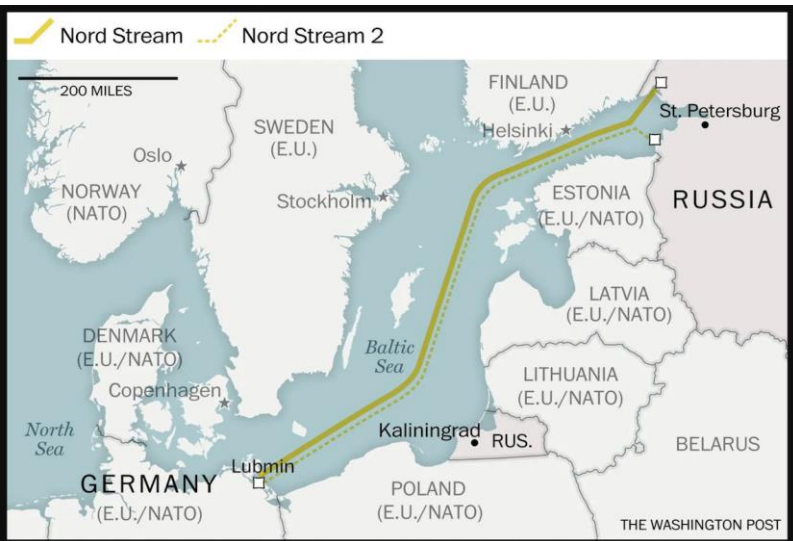 Nord Stream
Nord Stream 2
200 MILES
FINLAND
(E.U.)
St. Petersburg
Helsinki
SWEDEN
(E.U.)
Oslo
NORWAY
(NATO)
Stockholm
ESTONIA
(E.U./NATO)
RUSSIA
LATVIA
(E.U./NATO)
DENMARK
(E.U./NATO)
Baltic
Sea
LITHUANIA
(E.U./NATO)
Copenhagen
North
Sea
Kaliningrad
RUS.
BELARUS
Lubmin
GERMANY
(E.U./NATO)
POLAND
(E.U./NATO)
THE WASHINGTON POST